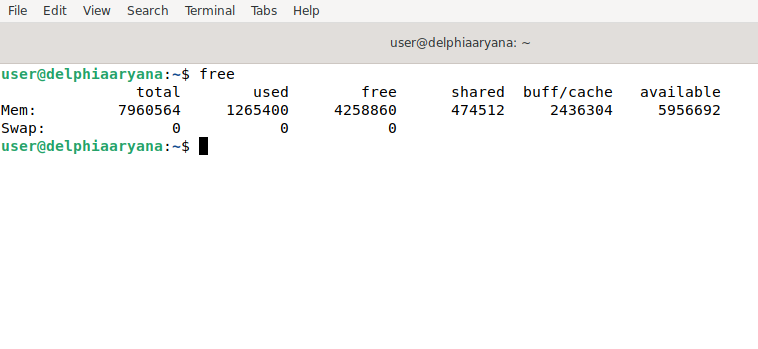 File Edit View Search Terminal Tabs Help
user@delphiaaryana: ~
user@delphiaaryana:~$ free
total used free shared buff/cache available
Mem: 7960564 1265400 4258860 474512 2436304 5956692
Swap: 0 0 0
user@delphiaaryana:~$